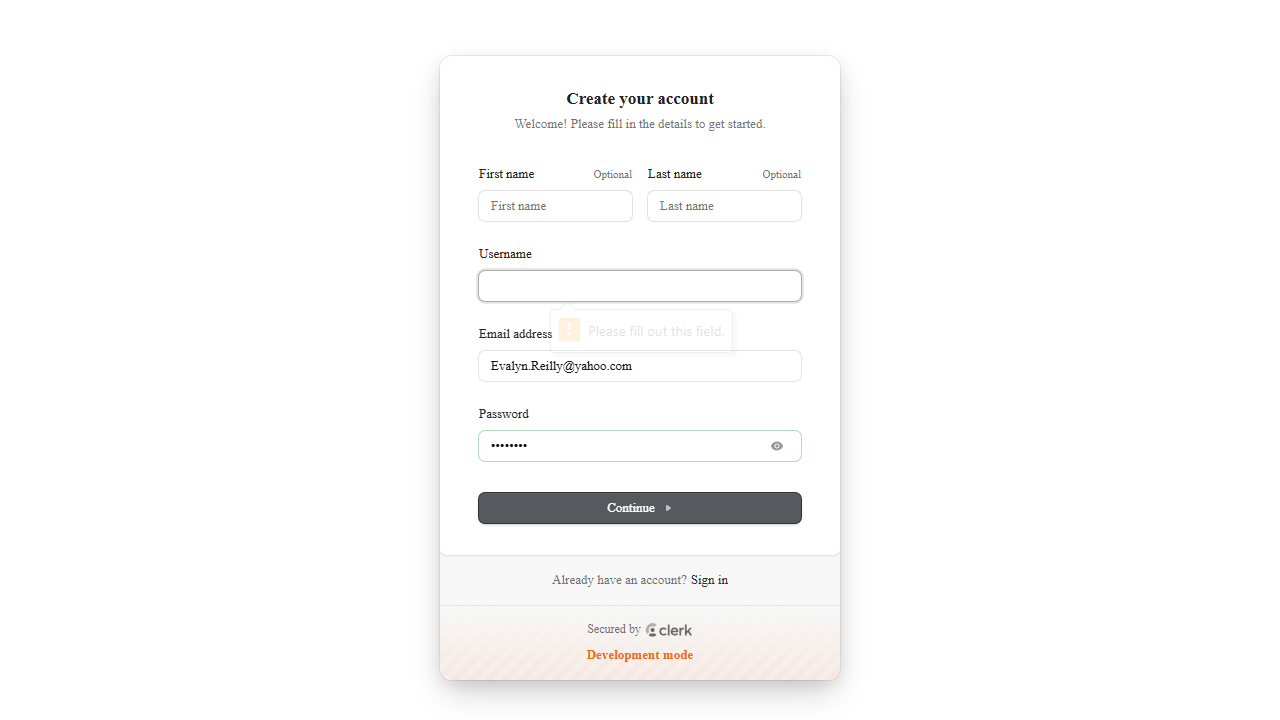 Create your account
Welcome! Please fill in the details to get started.
First name Optional Last name Optional
First name Last name
Username
Please fill out this field.
Email address
Evalyn.Reilly@yahoo.com
Password
••••••••
Continue
Already have an account? Sign in
Secured by clerk
Development mode